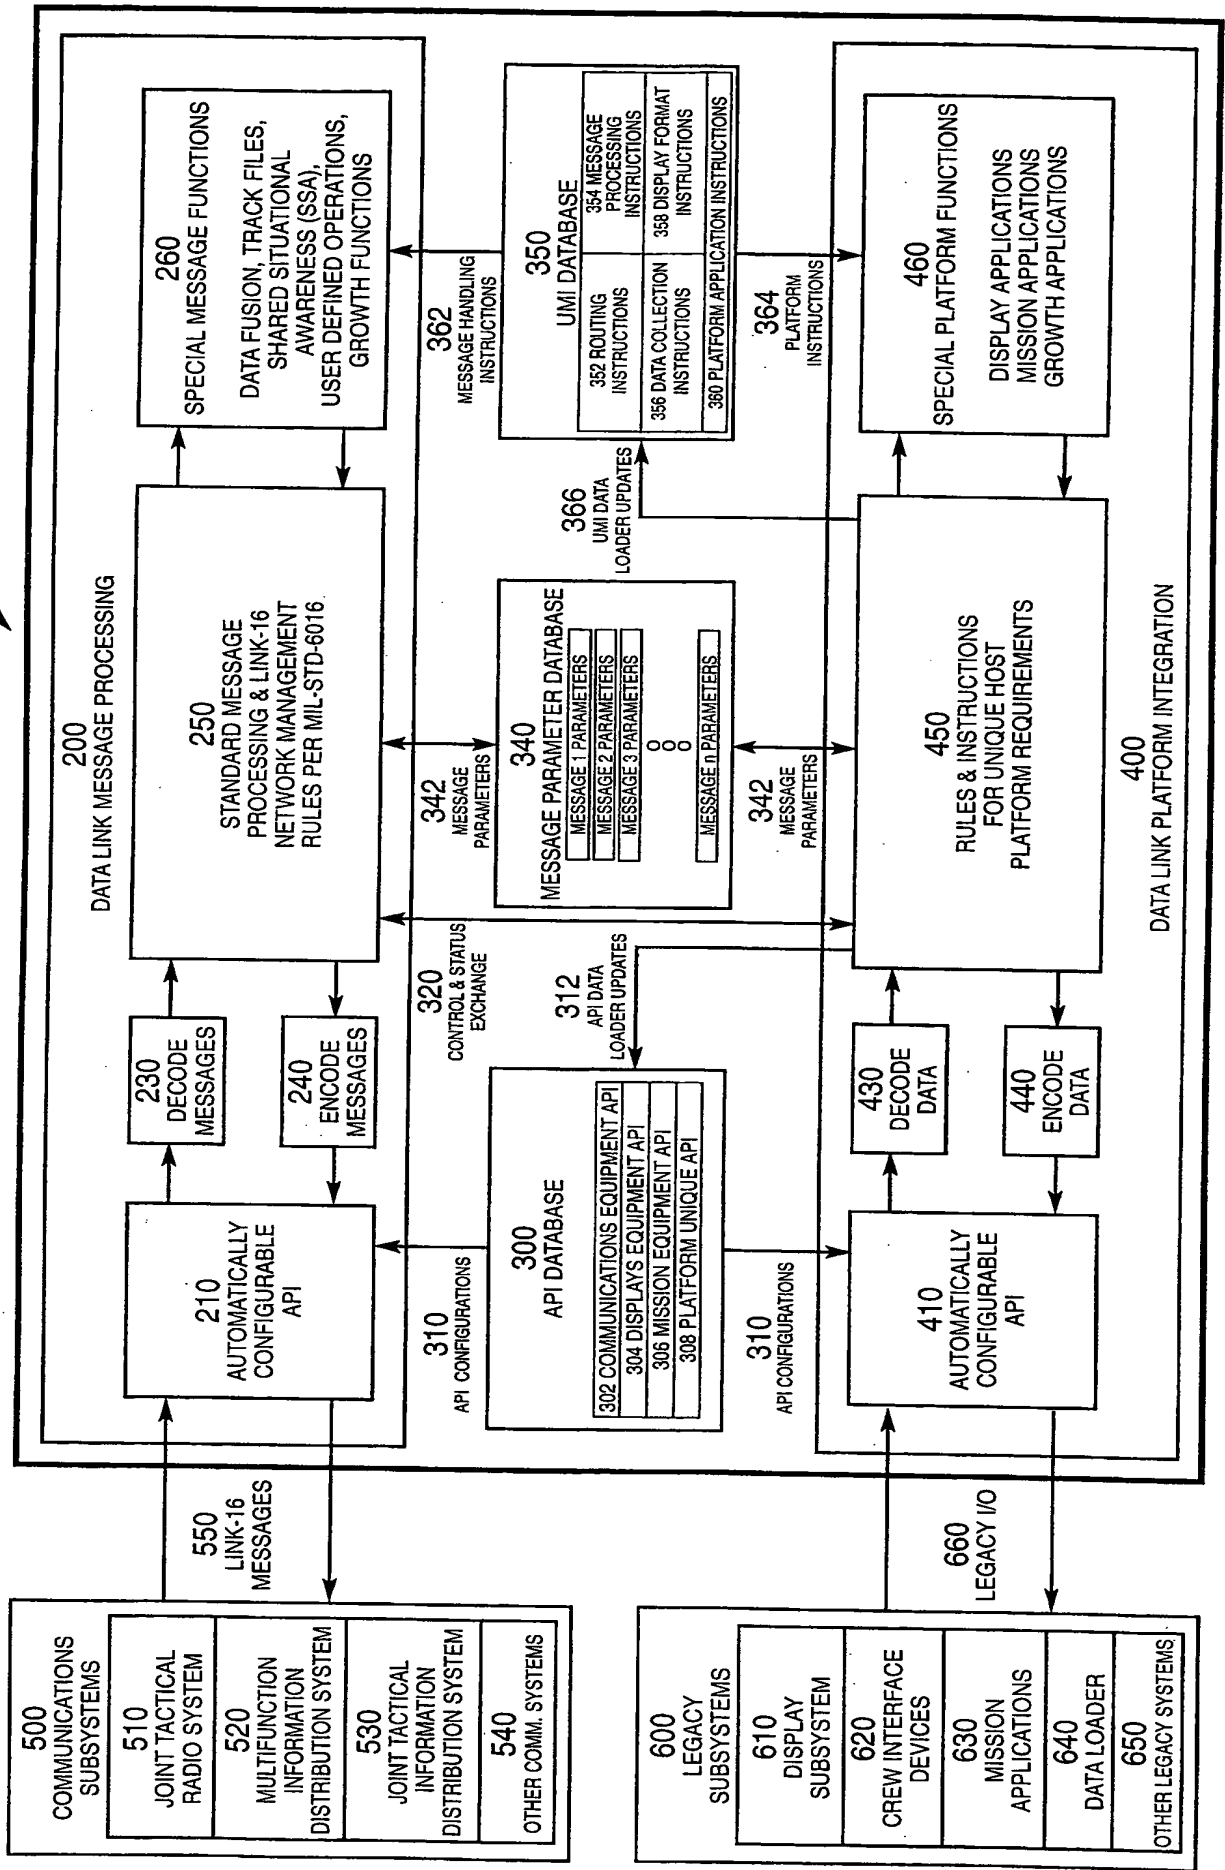 500
COMMUNICATIONS
SUBSYSTEMS
510
JOINT TACTICAL
RADIO SYSTEM
520
MULTIFUNCTION
INFORMATION
DISTRIBUTION SYSTEM
530
JOINT TACTICAL
INFORMATION
DISTRIBUTION SYSTEM
540
OTHER COMM. SYSTEMS
550
LINK-16
MESSAGES
200
DATA LINK MESSAGE PROCESSING
210
AUTOMATICALLY
CONFIGURABLE
API
230
DECODE
MESSAGES
240
ENCODE
MESSAGES
250
STANDARD MESSAGE
PROCESSING & LINK-16
NETWORK MANAGEMENT
RULES PER MIL-STD-6016
260
SPECIAL MESSAGE FUNCTIONS
DATA FUSION, TRACK FILES,
SHARED SITUATIONAL
AWARENESS (SSA),
USER DEFINED OPERATIONS,
GROWTH FUNCTIONS
310
API CONFIGURATIONS
320
CONTROL & STATUS
EXCHANGE
342
MESSAGE
PARAMETERS
362
MESSAGE HANDLING
INSTRUCTIONS
300
API DATABASE
302 COMMUNICATIONS EQUIPMENT API
304 DISPLAYS EQUIPMENT API
306 MISSION EQUIPMENT API
308 PLATFORM UNIQUE API
312
API DATA
LOADER UPDATES
340
MESSAGE PARAMETER DATABASE
MESSAGE 1 PARAMETERS
MESSAGE 2 PARAMETERS
MESSAGE 3 PARAMETERS
MESSAGE n PARAMETERS
366
UMI DATA
LOADER UPDATES
350
UMI DATABASE
352 ROUTING
INSTRUCTIONS
354 MESSAGE
PROCESSING
INSTRUCTIONS
356 DATA COLLECTION
INSTRUCTIONS
358 DISPLAY FORMAT
INSTRUCTIONS
360 PLATFORM APPLICATION INSTRUCTIONS
310
API CONFIGURATIONS
342
MESSAGE
PARAMETERS
364
PLATFORM
INSTRUCTIONS
600
LEGACY
SUBSYSTEMS
610
DISPLAY
SUBSYSTEM
620
CREW INTERFACE
DEVICES
630
MISSION
APPLICATIONS
640
DATA LOADER
650
OTHER LEGACY SYSTEMS
660
LEGACY I/O
410
AUTOMATICALLY
CONFIGURABLE
API
430
DECODE
DATA
440
ENCODE
DATA
450
RULES & INSTRUCTIONS
FOR UNIQUE HOST
PLATFORM REQUIREMENTS
460
SPECIAL PLATFORM FUNCTIONS
DISPLAY APPLICATIONS
MISSION APPLICATIONS
GROWTH APPLICATIONS
400
DATA LINK PLATFORM INTEGRATION